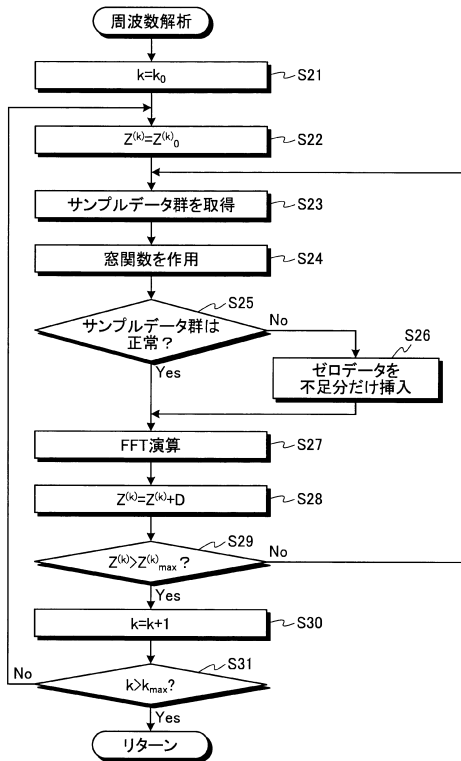 周波数解析
k=k₀
S21
Z⁽ᵏ⁾=Z⁽ᵏ⁾₀
S22
サンプルデータ群を取得
S23
窓関数を作用
S24
S25
サンプルデータ群は
正常?
No
S26
ゼロデータを
不足分だけ挿入
Yes
FFT演算
S27
Z⁽ᵏ⁾=Z⁽ᵏ⁾+D
S28
S29
Z⁽ᵏ⁾>Z⁽ᵏ⁾max?
No
Yes
k=k+1
S30
S31
No
k>kmax?
Yes
リターン